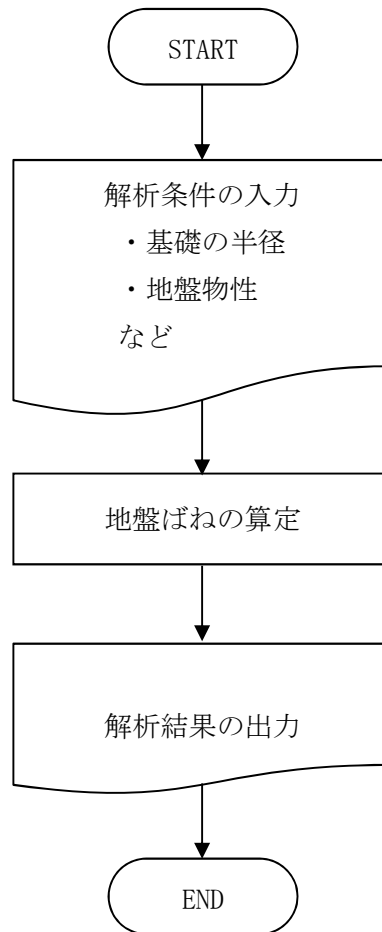 START
解析条件の入力
・基礎の半径
・地盤物性
など
地盤ばねの算定
解析結果の出力
END